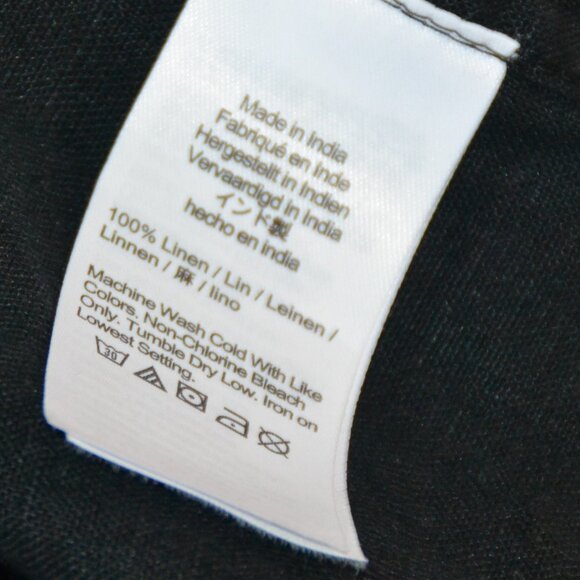 Made in India
Fabriqué en Inde
Hergestellt in Indien
Vervaardigd in India
インド製
hecho en india
100% Linen / Lin / Leinen /
Linnen / 麻 / lino
Machine Wash Cold With Like
Colors. Non-Chlorine Bleach
Only. Tumble Dry Low. Iron on
Lowest Setting.
30